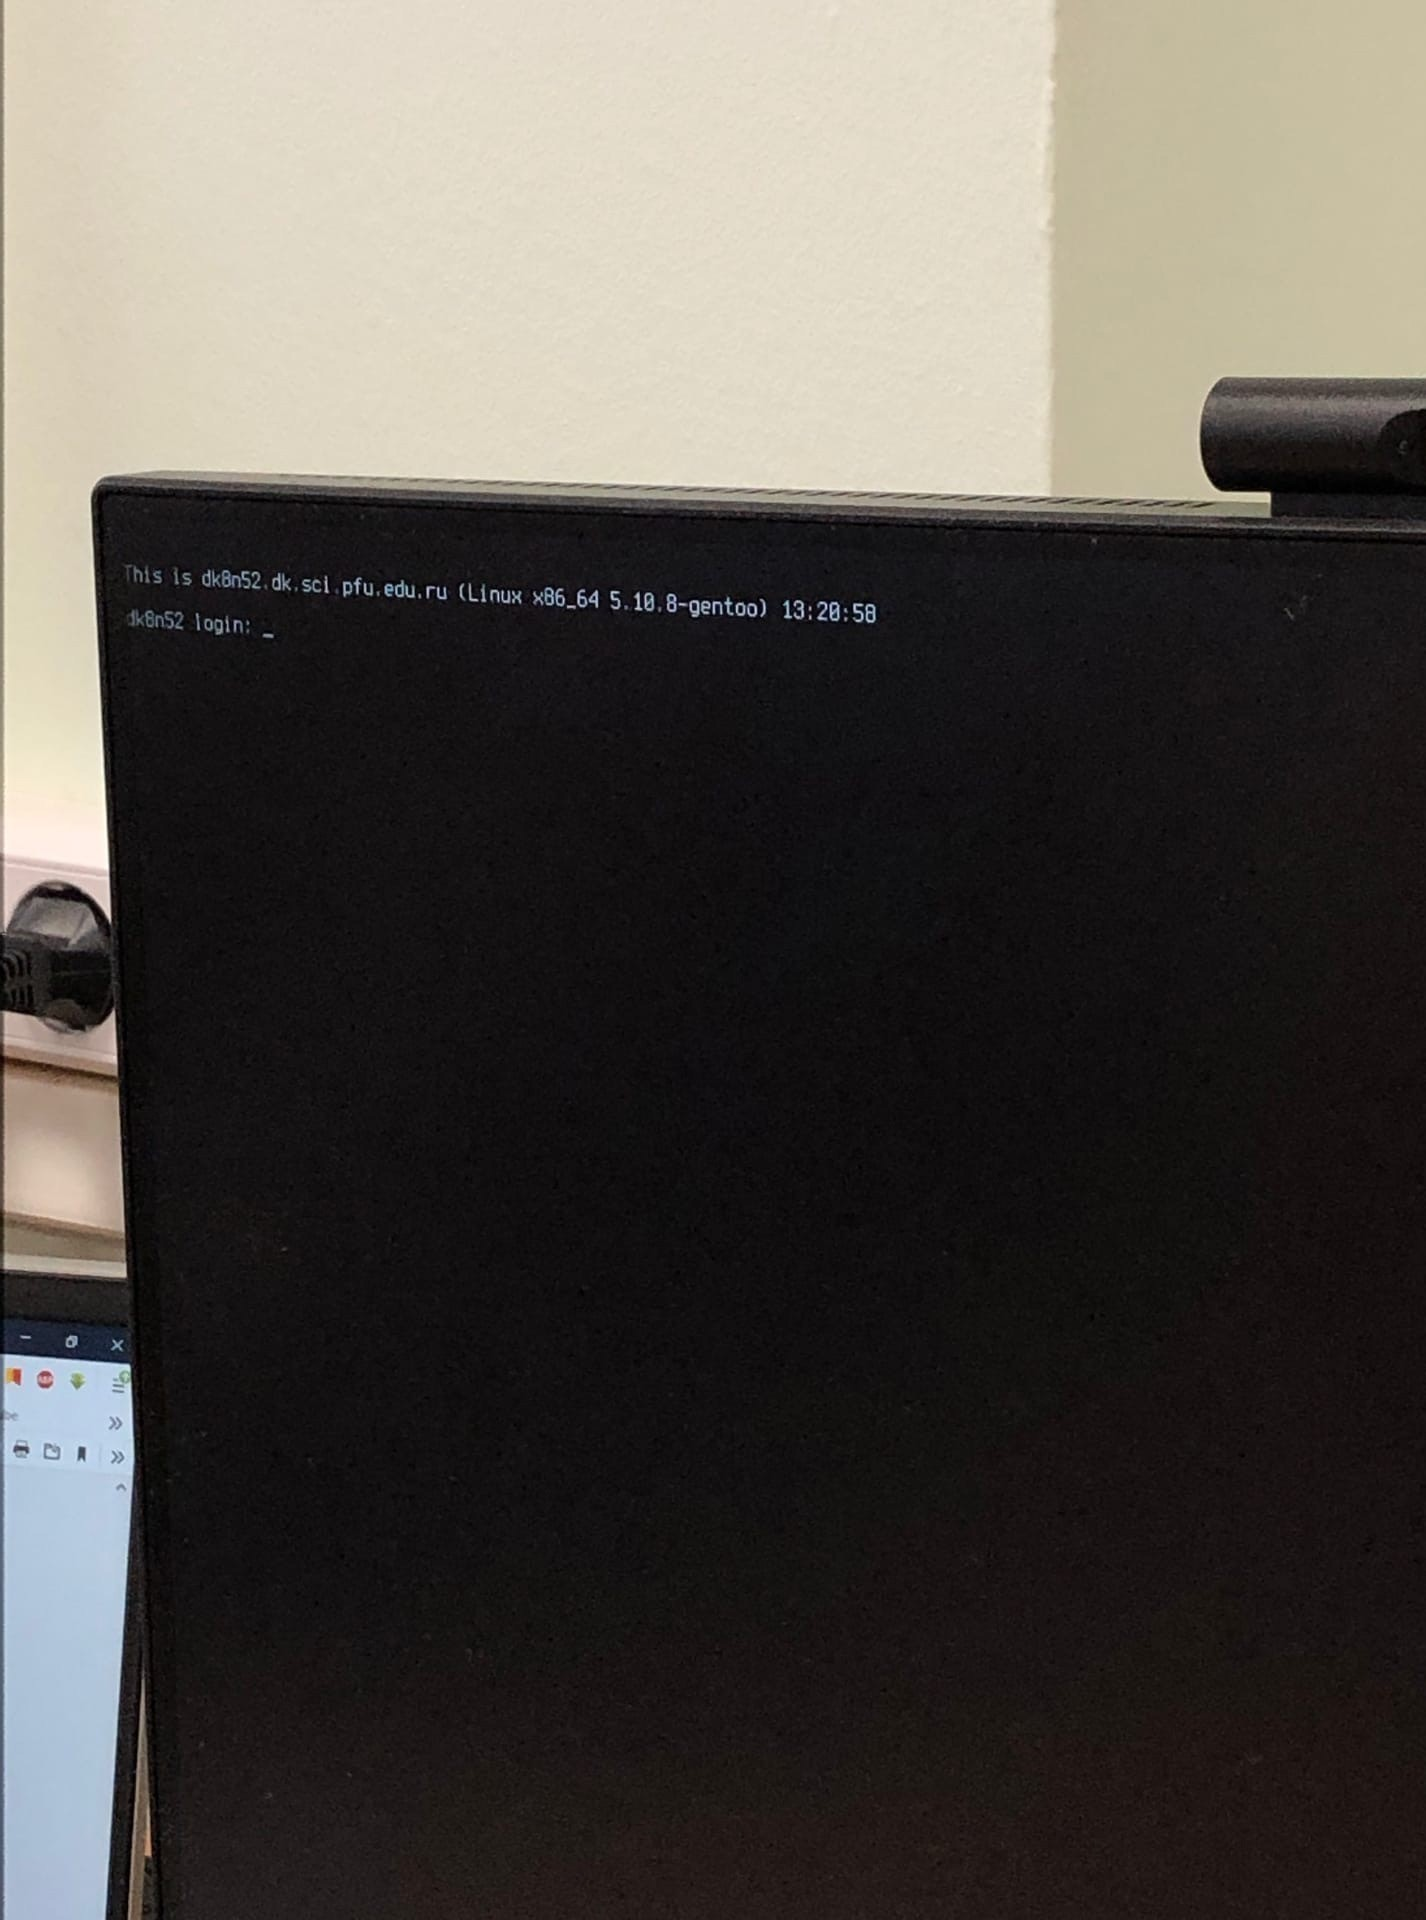 This is dk8n52.dk.sci.pfu.edu.ru (Linux x86_64 5.10.8-gentoo) 13:20:58
dk8n52 login: _
ABP